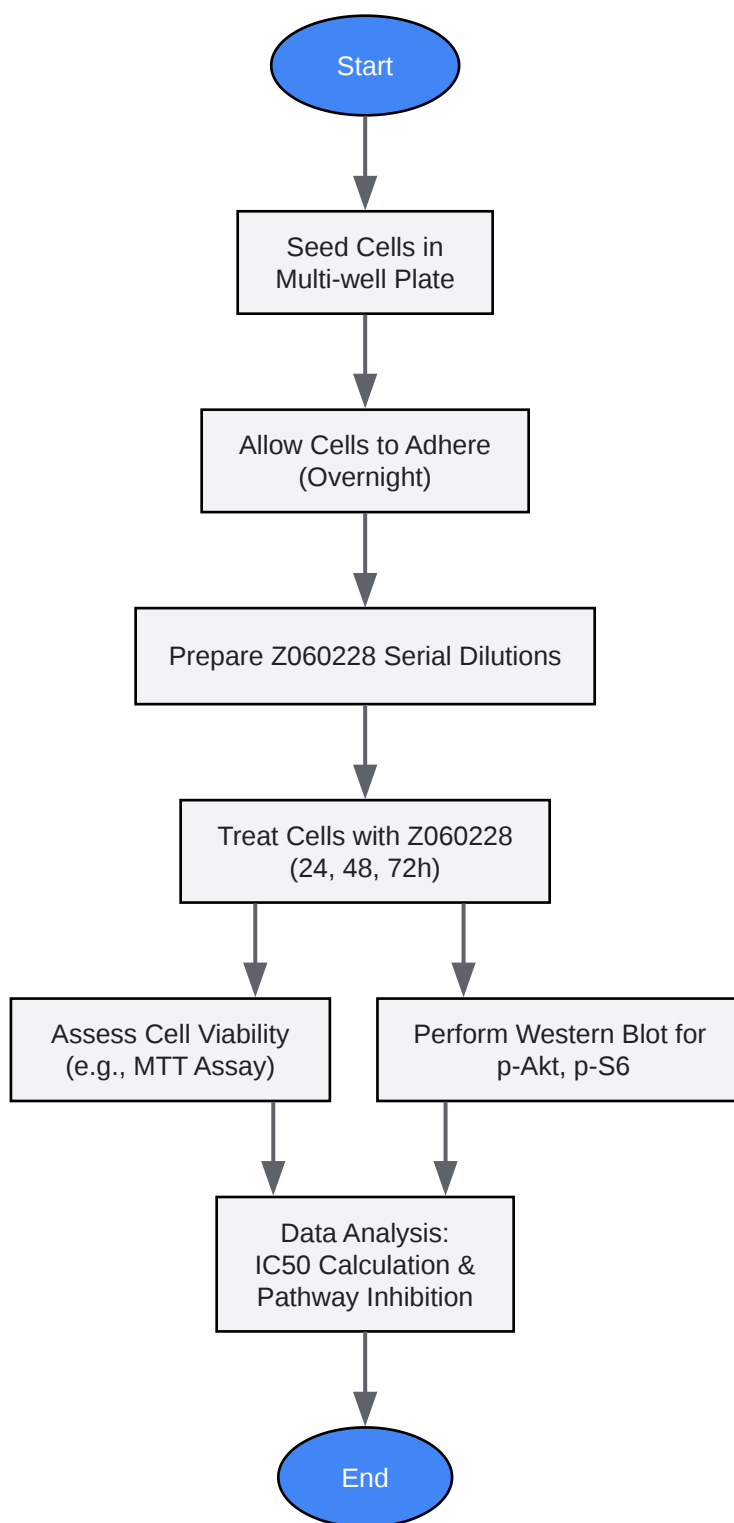 Start
Seed Cells in
Multi-well Plate
Allow Cells to Adhere
(Overnight)
Prepare Z060228 Serial Dilutions
Treat Cells with Z060228
(24, 48, 72h)
Assess Cell Viability
(e.g., MTT Assay)
Perform Western Blot for
p-Akt, p-S6
Data Analysis:
IC50 Calculation &
Pathway Inhibition
End